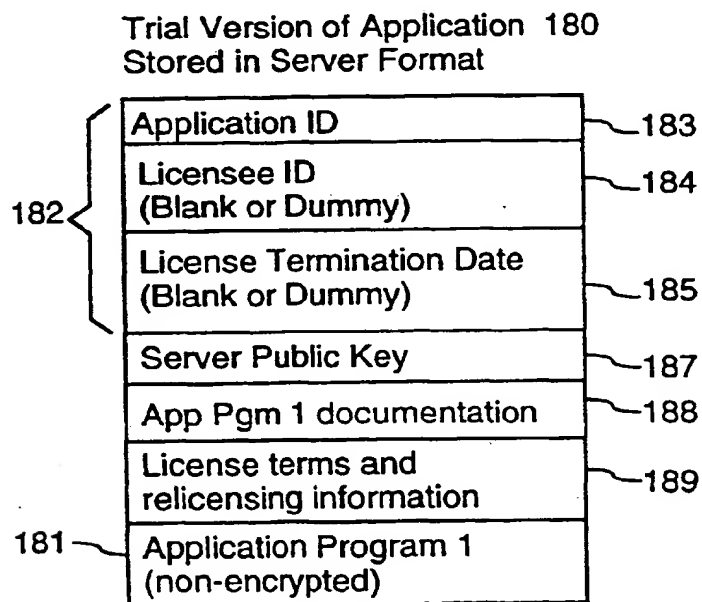 Trial Version of Application 180
Stored in Server Format
Application ID
183
Licensee ID
(Blank or Dummy)
184
182
License Termination Date
(Blank or Dummy)
185
Server Public Key
187
App Pgm 1 documentation
188
License terms and
relicensing information
189
181
Application Program 1
(non-encrypted)